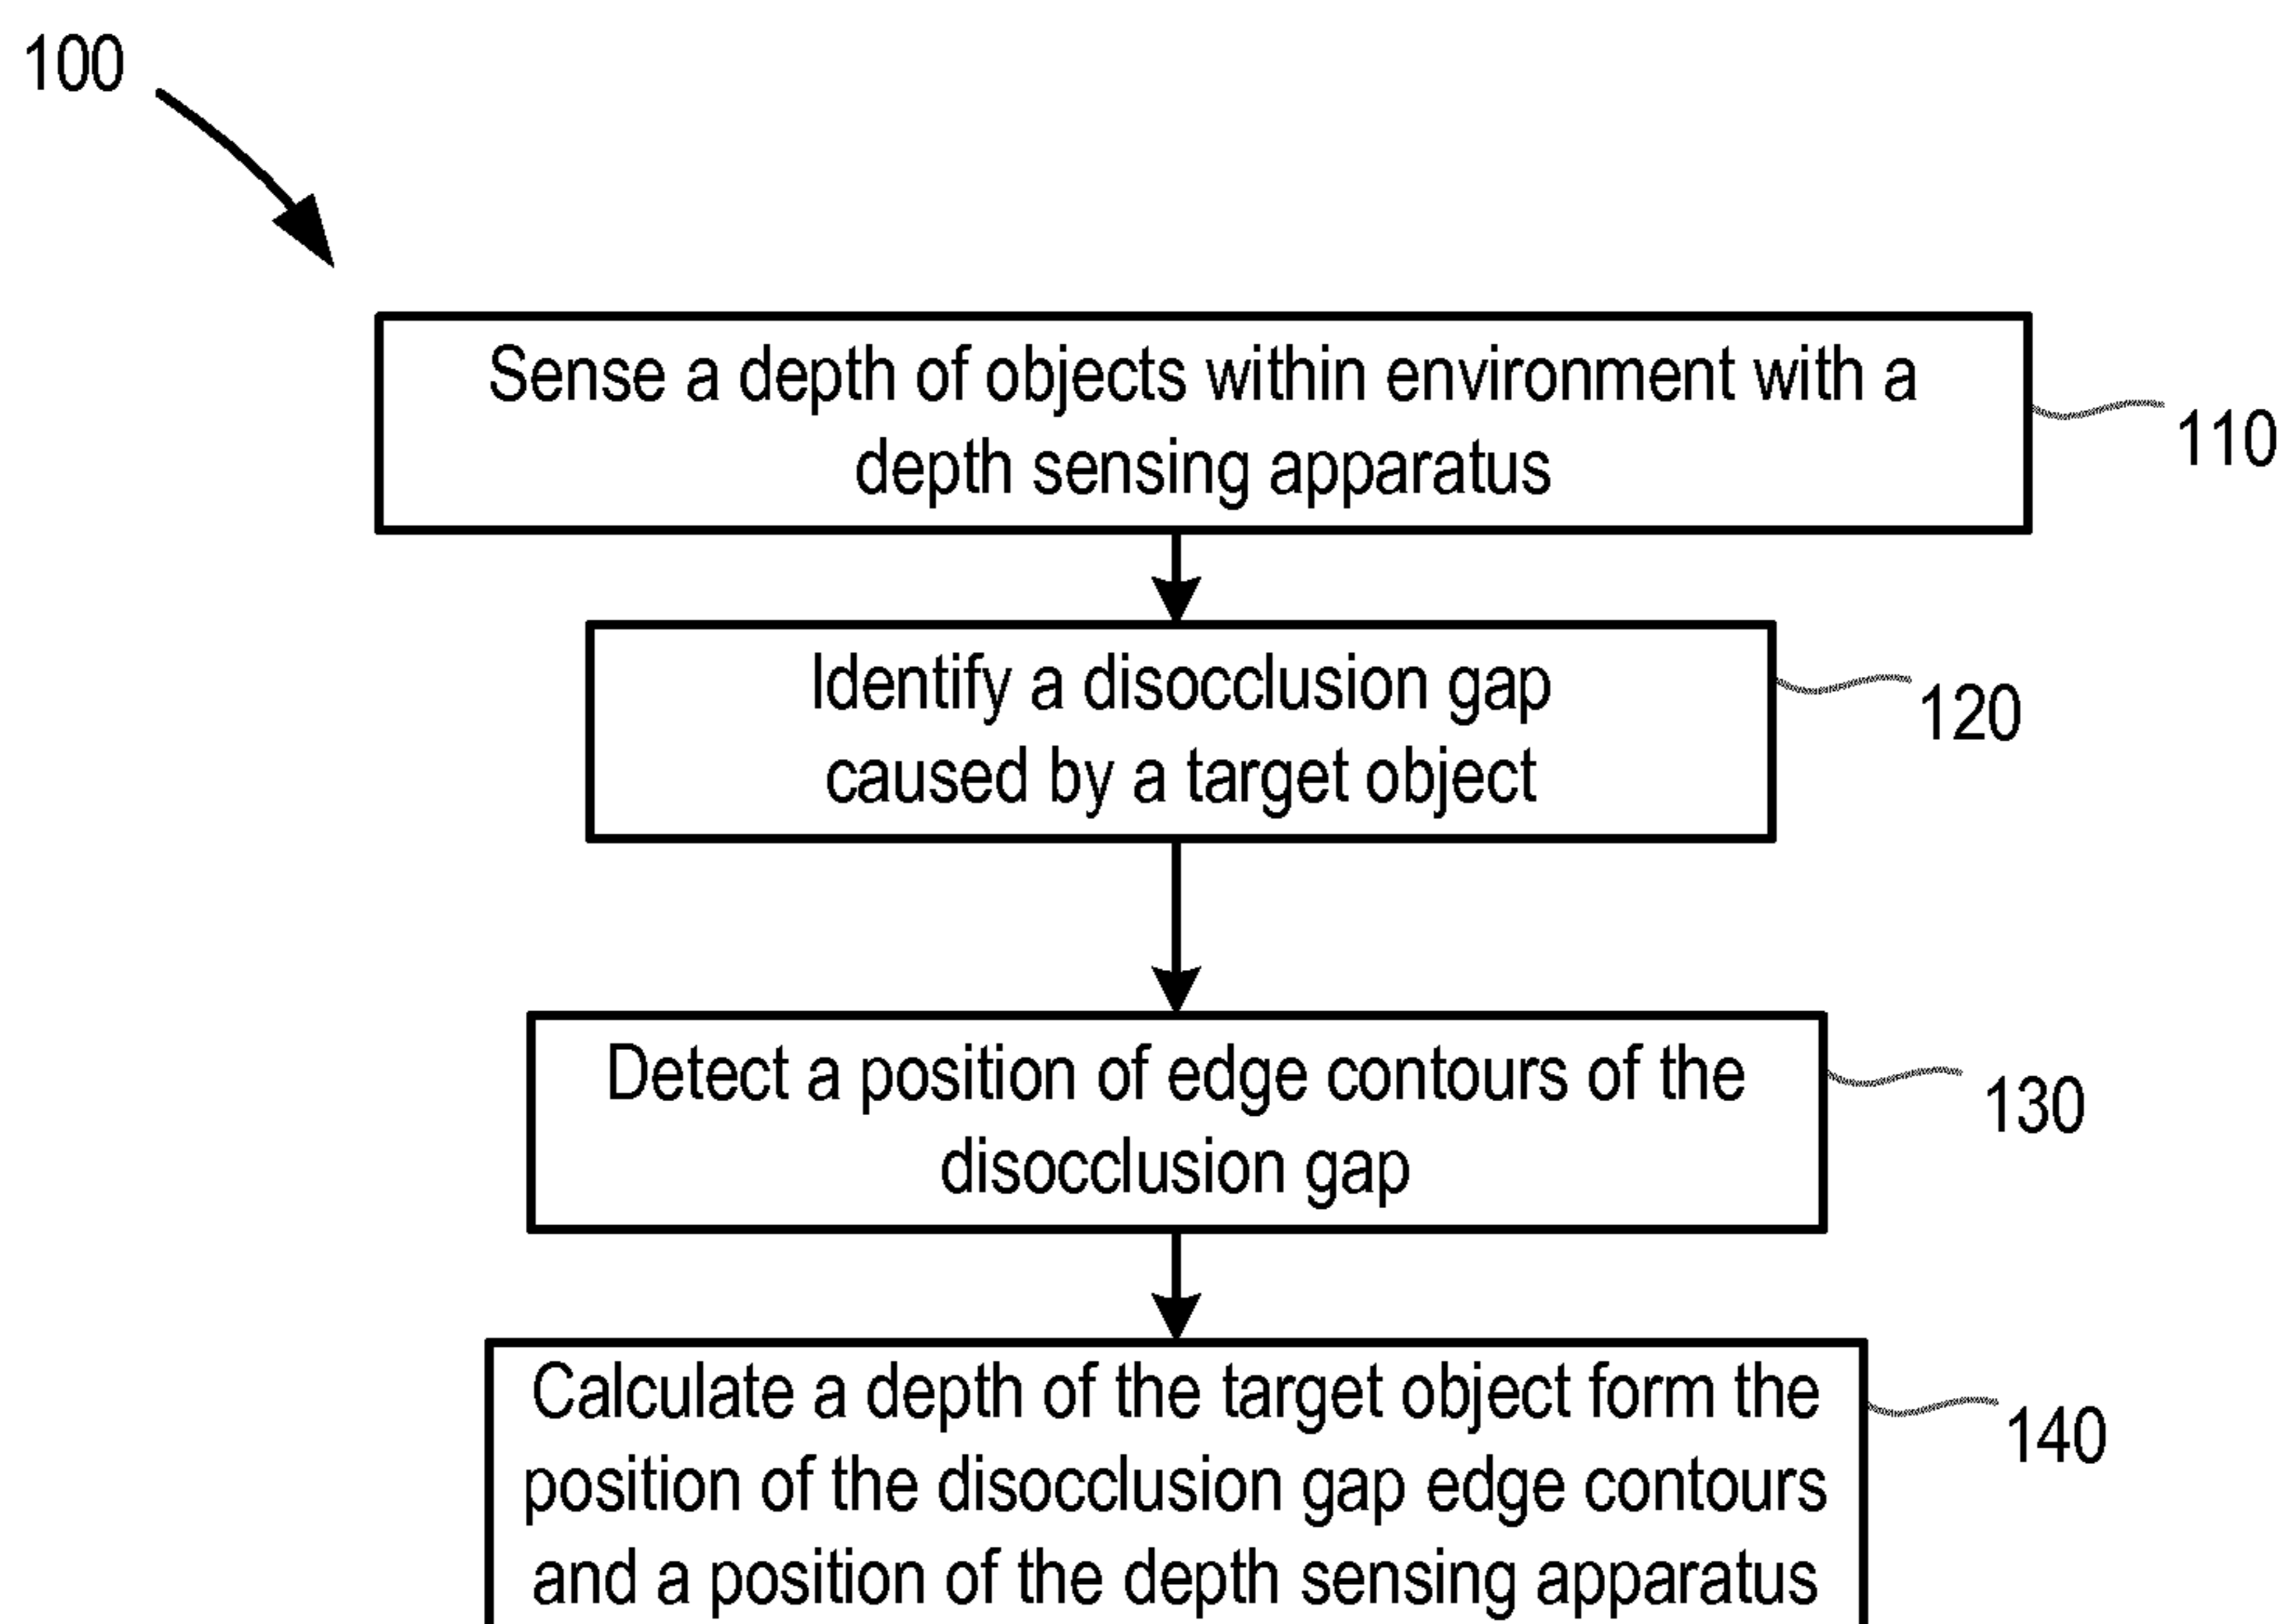 100
Sense a depth of objects within environment with a
depth sensing apparatus
110
Identify a disocclusion gap
caused by a target object
120
Detect a position of edge contours of the
disocclusion gap
130
Calculate a depth of the target object form the
position of the disocclusion gap edge contours
and a position of the depth sensing apparatus
140